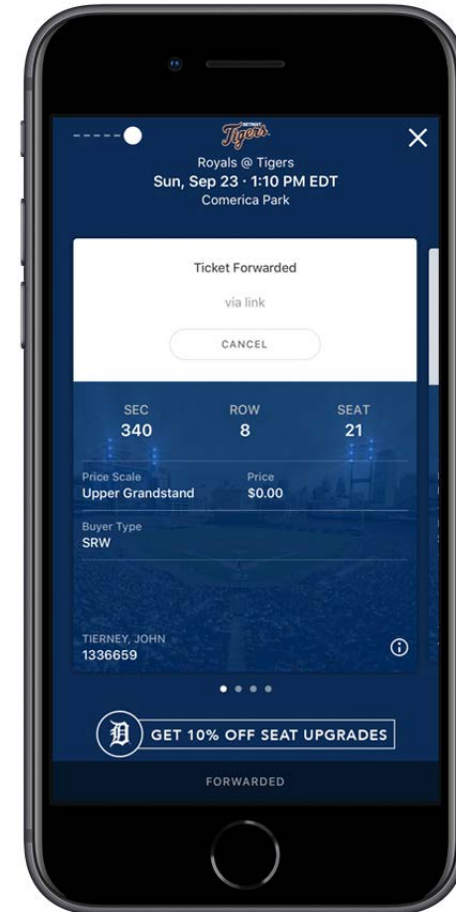 DETROIT
Tigers
Royals @ Tigers
Sun, Sep 23 · 1:10 PM EDT
Comerica Park
Ticket Forwarded
via link
CANCEL
SEC ROW SEAT
340 8 21
Price Scale Price
Upper Grandstand $0.00
Buyer Type
SRW
TIERNEY, JOHN
1336659
D GET 10% OFF SEAT UPGRADES
FORWARDED